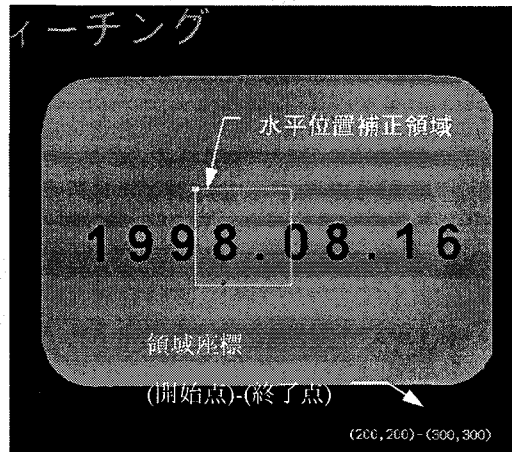 ィーチング
水平位置補正領域
1998.08.16
領域座標
(開始点)-(終了点)
(200,200)-(300,300)